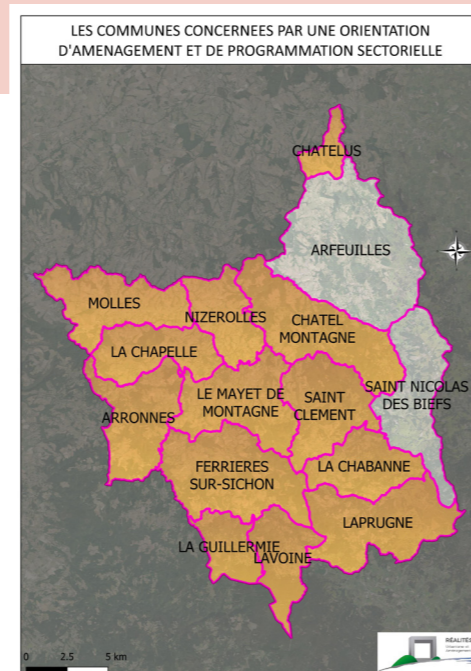 LES COMMUNES CONCERNEES PAR UNE ORIENTATION
D'AMENAGEMENT ET DE PROGRAMMATION SECTORIELLE
CHATELUS
ARFEUILLES
MOLLES
NIZEROLLES
CHATEL
MONTAGNE
LA CHAPELLE
LE MAYET DE
MONTAGNE
SAINT
CLEMENT
SAINT NICOLAS
DES BIEFS
ARRONNES
FERRIERES
SUR-SICHON
LA CHABANNE
LAPRUGNE
LA GUILLERMIE
LAVOINE
0 2.5 5 km
RÉALITÉS